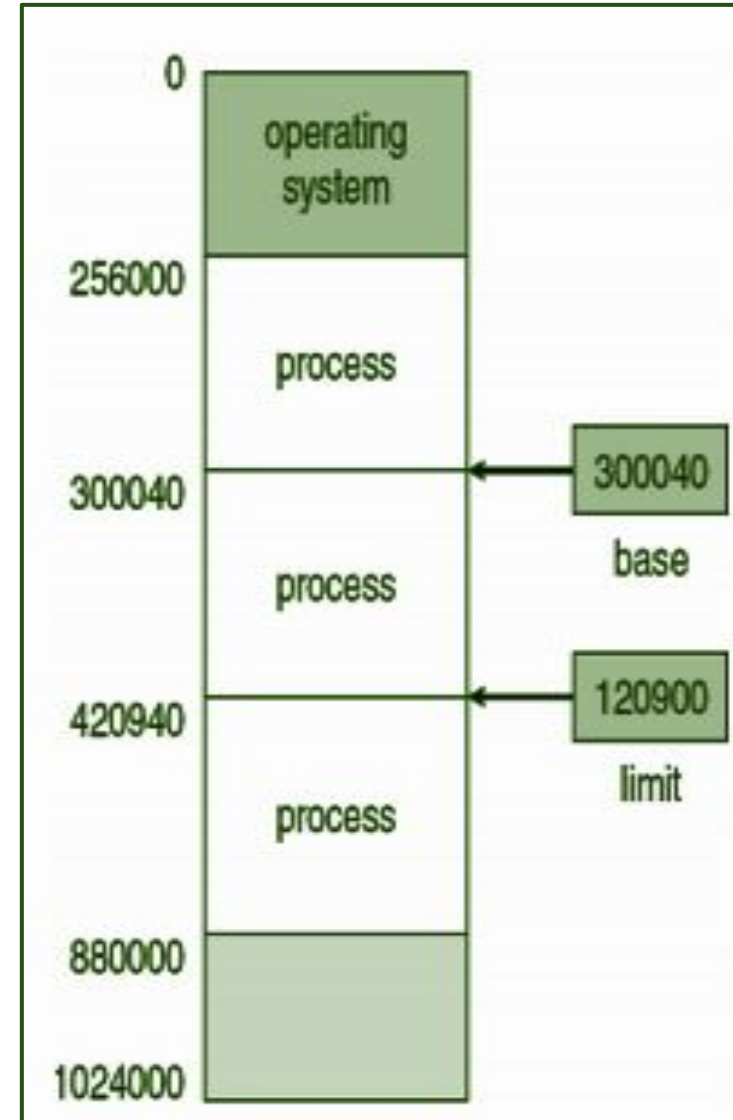 0
operating
system
256000
process
300040
300040
base
process
120900
420940
limit
process
880000
1024000